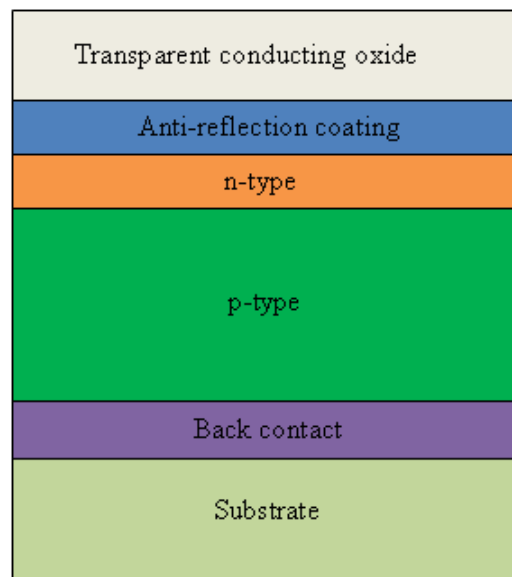 Transparent conducting oxide
Anti-reflection coating
n-type
p-type
Back contact
Substrate